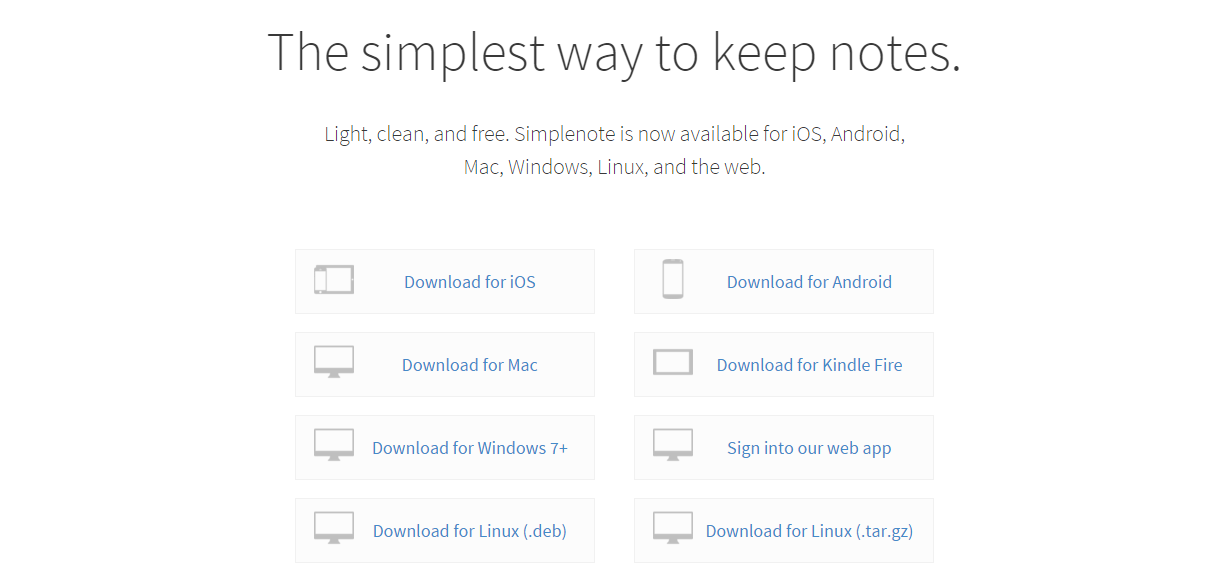 The simplest way to keep notes.
Light, clean, and free. Simplenote is now available for iOS, Android,
Mac, Windows, Linux, and the web.
Download for iOS
Download for Android
Download for Mac
Download for Kindle Fire
Download for Windows 7+
Sign into our web app
Download for Linux (.deb)
Download for Linux (.tar.gz)